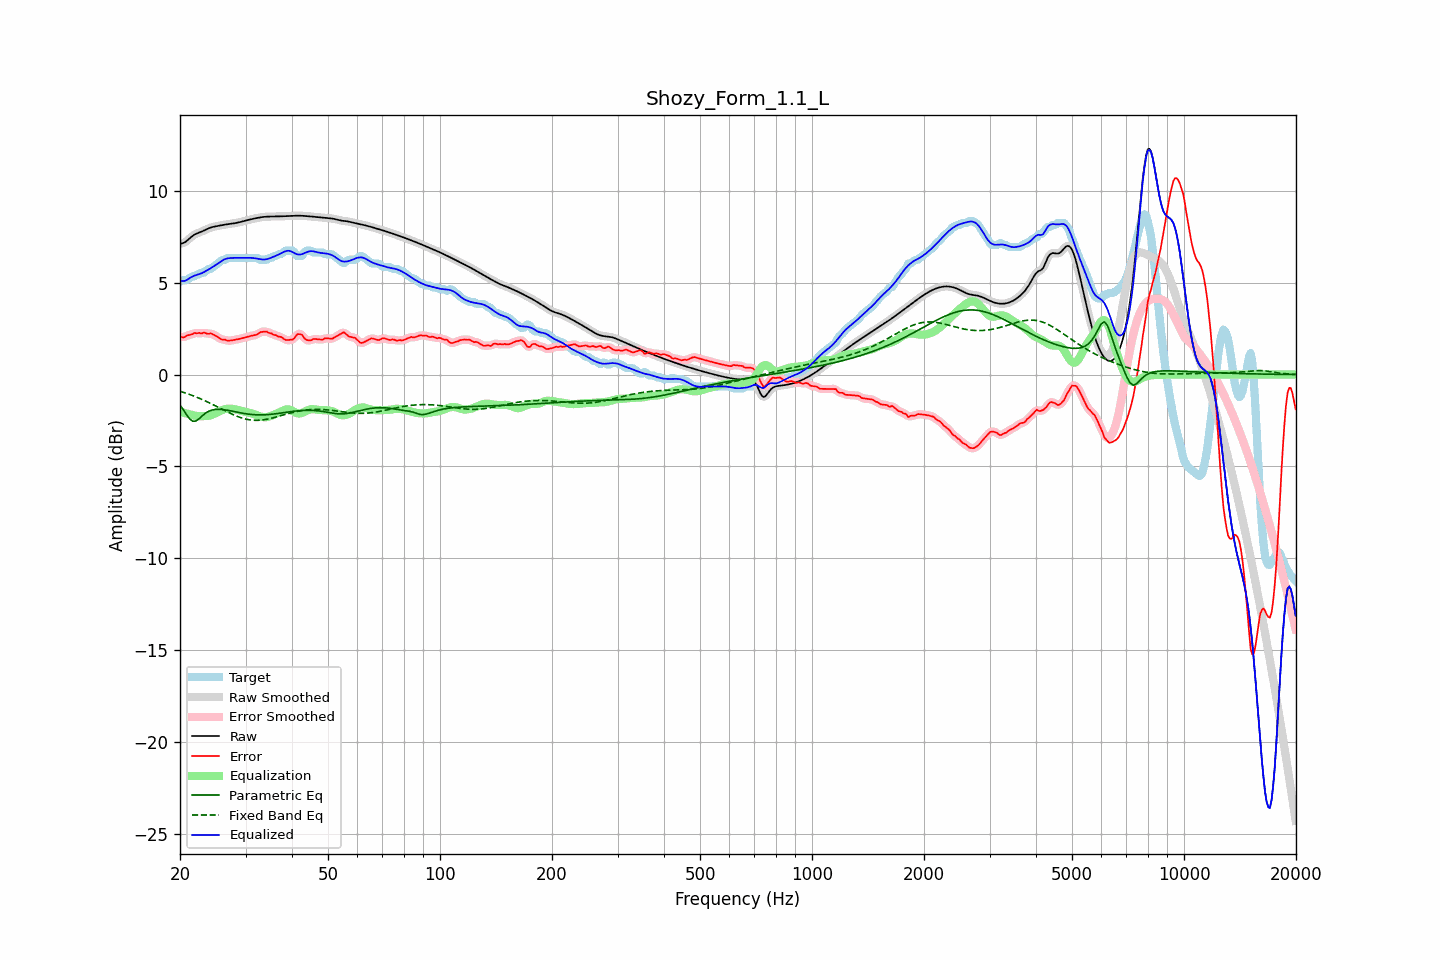 Shozy_Form_1.1_L
Amplitude (dBr)
10
5
0
−5
−10
−15
−20
−25
Target
Raw Smoothed
Error Smoothed
Raw
Error
Equalization
Parametric Eq
Fixed Band Eq
Equalized
20 50 100 200 500 1000 2000 5000 10000 20000
Frequency (Hz)